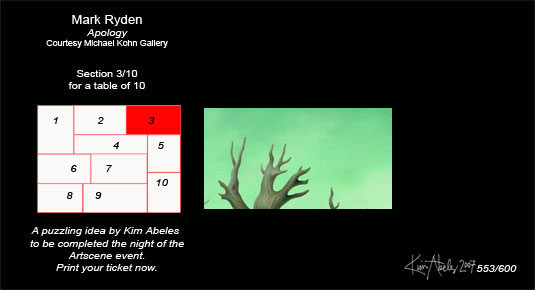 Mark Ryden
Apology
Courtesy Michael Kohn Gallery
Section 3/10
for a table of 10
1
2
3
4
5
6
7
10
8
9
A puzzling idea by Kim Abeles
to be completed the night of the
Artscene event.
Print your ticket now.
Kim Abeles 2007 553/600